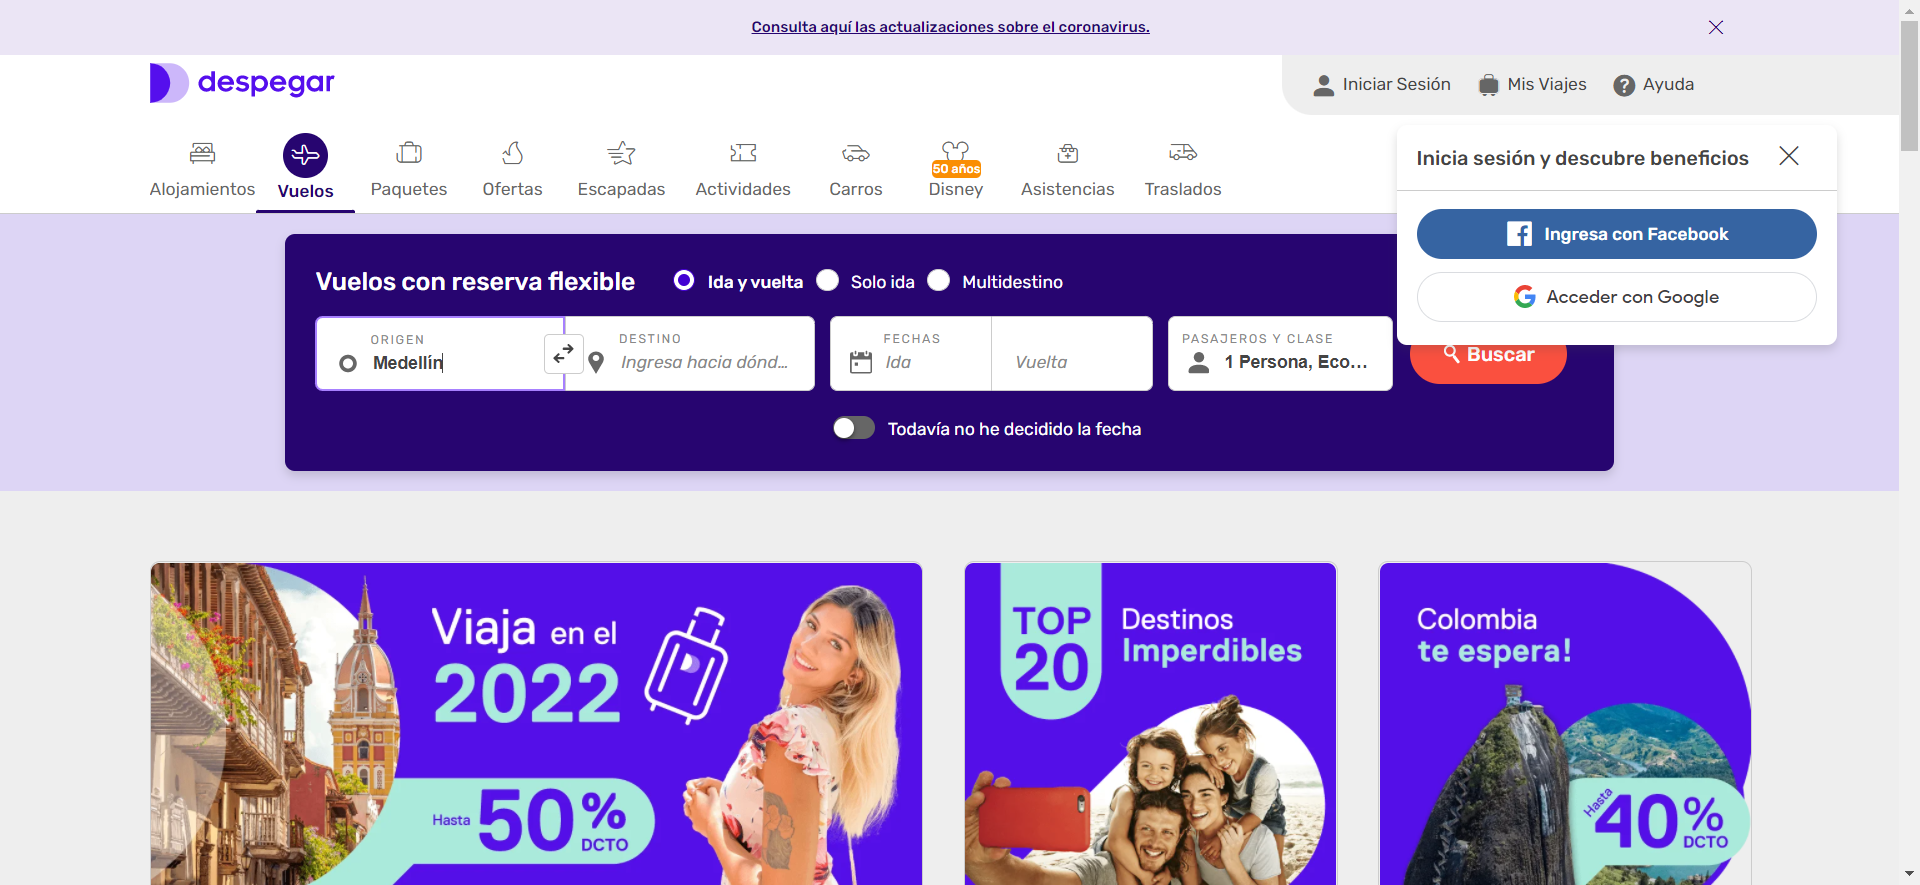 Consulta aquí las actualizaciones sobre el coronavirus.
despegar
Iniciar Sesión
Mis Viajes
Ayuda
Alojamientos
Vuelos
Paquetes
Ofertas
Escapadas
Actividades
Carros
50 años
Disney
Asistencias
Traslados
Inicia sesión y descubre beneficios
Ingresa con Facebook
Acceder con Google
Vuelos con reserva flexible
Ida y vuelta
Solo ida
Multidestino
ORIGEN
Medellín
DESTINO
Ingresa hacia dónd...
FECHAS
Ida
Vuelta
PASAJEROS Y CLASE
1 Persona, Eco...
Buscar
Todavía no he decidido la fecha
Viaja en el
2022
Hasta 50%
DCTO
TOP
20
Destinos
Imperdibles
Colombia
te espera!
Hasta 40%
DCTO